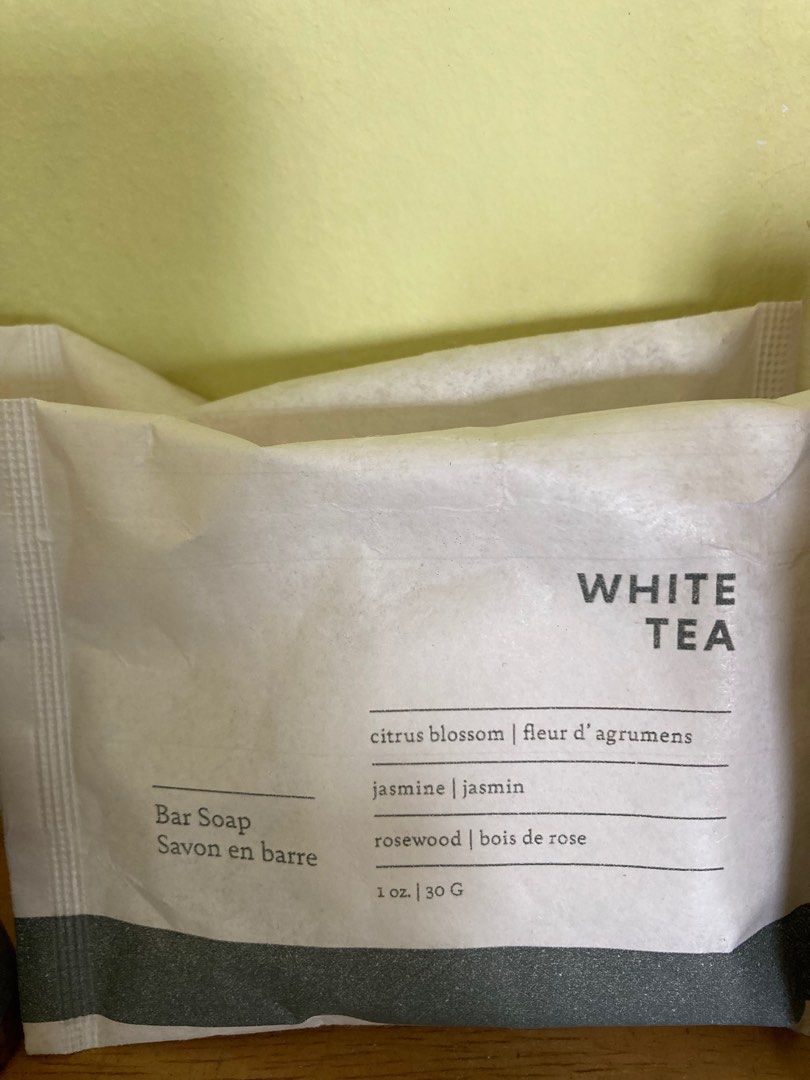 WHITE
TEA
citrus blossom | fleur d' agrumens
jasmine | jasmin
rosewood | bois de rose
1 oz. | 30 G
Bar Soap
Savon en barre